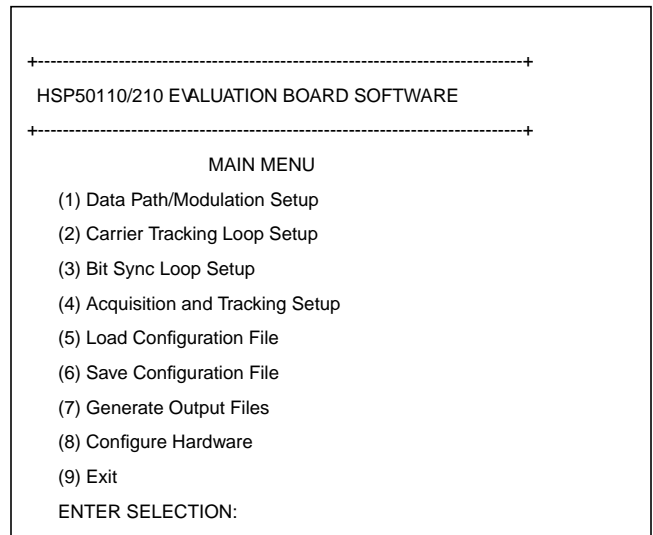 +-----------------------------------------------------------------------------+
HSP50110/210 EVALUATION BOARD SOFTWARE
+-----------------------------------------------------------------------------+
MAIN MENU
(1) Data Path/Modulation Setup
(2) Carrier Tracking Loop Setup
(3) Bit Sync Loop Setup
(4) Acquisition and Tracking Setup
(5) Load Configuration File
(6) Save Configuration File
(7) Generate Output Files
(8) Configure Hardware
(9) Exit
ENTER SELECTION: